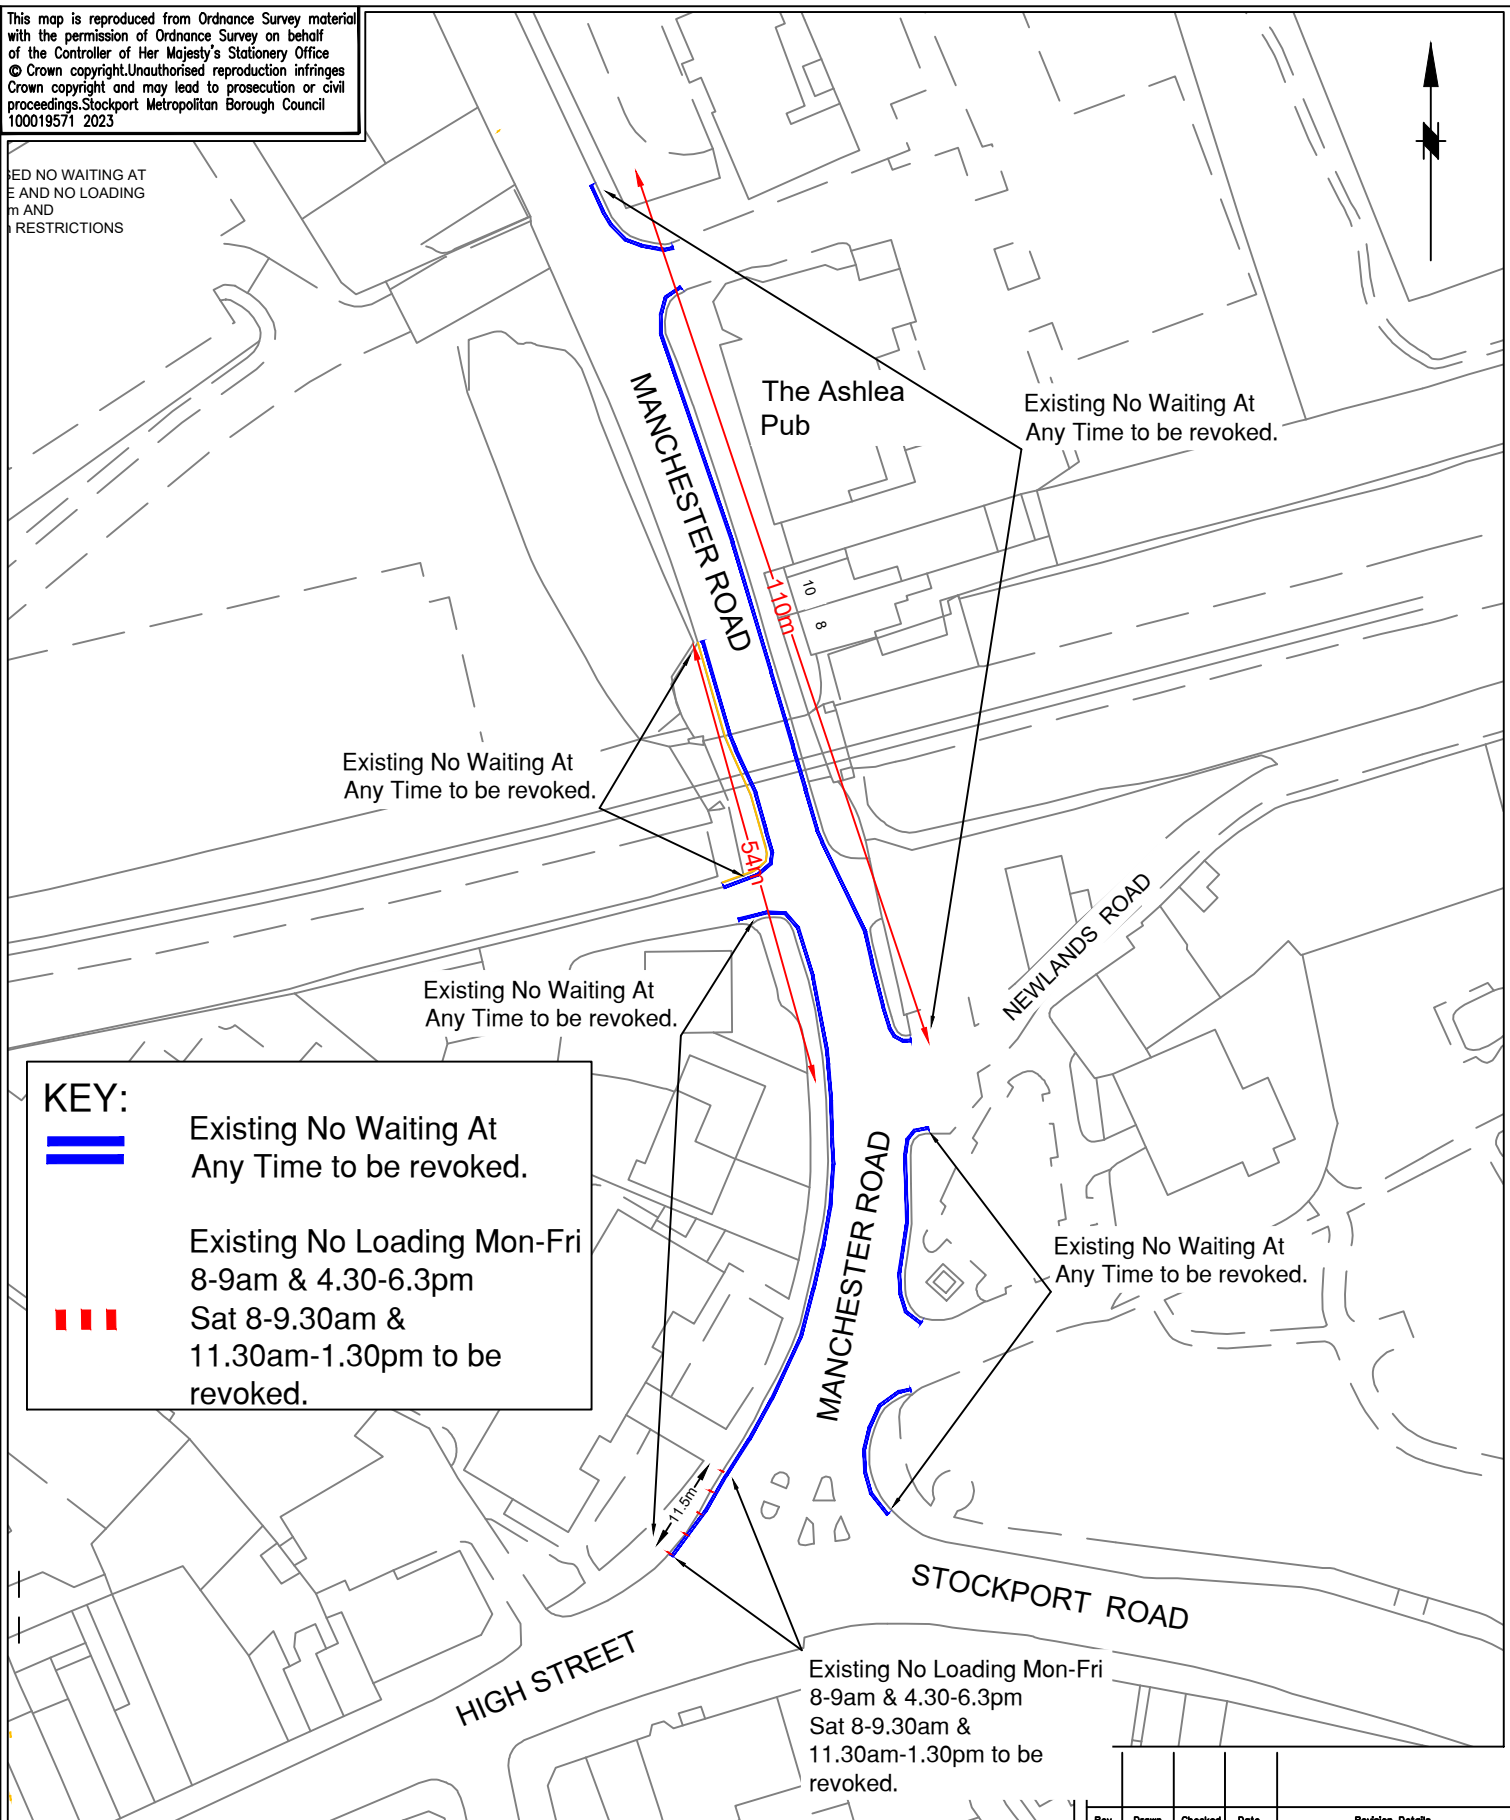 This map is reproduced from Ordnance Survey material
with the permission of Ordnance Survey on behalf
of the Controller of Her Majesty's Stationery Office
© Crown copyright.Unauthorised reproduction infringes
Crown copyright and may lead to prosecution or civil
proceedings.Stockport Metropolitan Borough Council
100019571 2023
SED NO WAITING AT
E AND NO LOADING
m AND
RESTRICTIONS
The Ashlea
Pub
Existing No Waiting At
Any Time to be revoked.
MANCHESTER ROAD
110m
10
8
Existing No Waiting At
Any Time to be revoked.
54m
NEWLANDS ROAD
Existing No Waiting At
Any Time to be revoked.
KEY:
Existing No Waiting At
Any Time to be revoked.
Existing No Loading Mon-Fri
8-9am & 4.30-6.3pm
Sat 8-9.30am &
11.30am-1.30pm to be
revoked.
MANCHESTER ROAD
Existing No Waiting At
Any Time to be revoked.
11.5m
STOCKPORT ROAD
HIGH STREET
Existing No Loading Mon-Fri
8-9am & 4.30-6.3pm
Sat 8-9.30am &
11.30am-1.30pm to be
revoked.
Rev Drawn Checked Date Revision Details